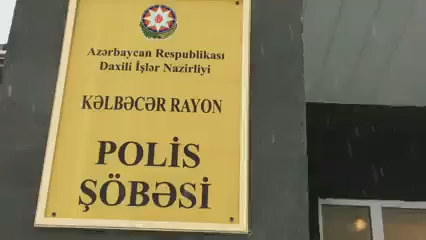 Azərbaycan Respublikası
Daxili İşlər Nazirliyi
KƏLBƏCƏR RAYON
POLİS
ŞÖBƏSİ